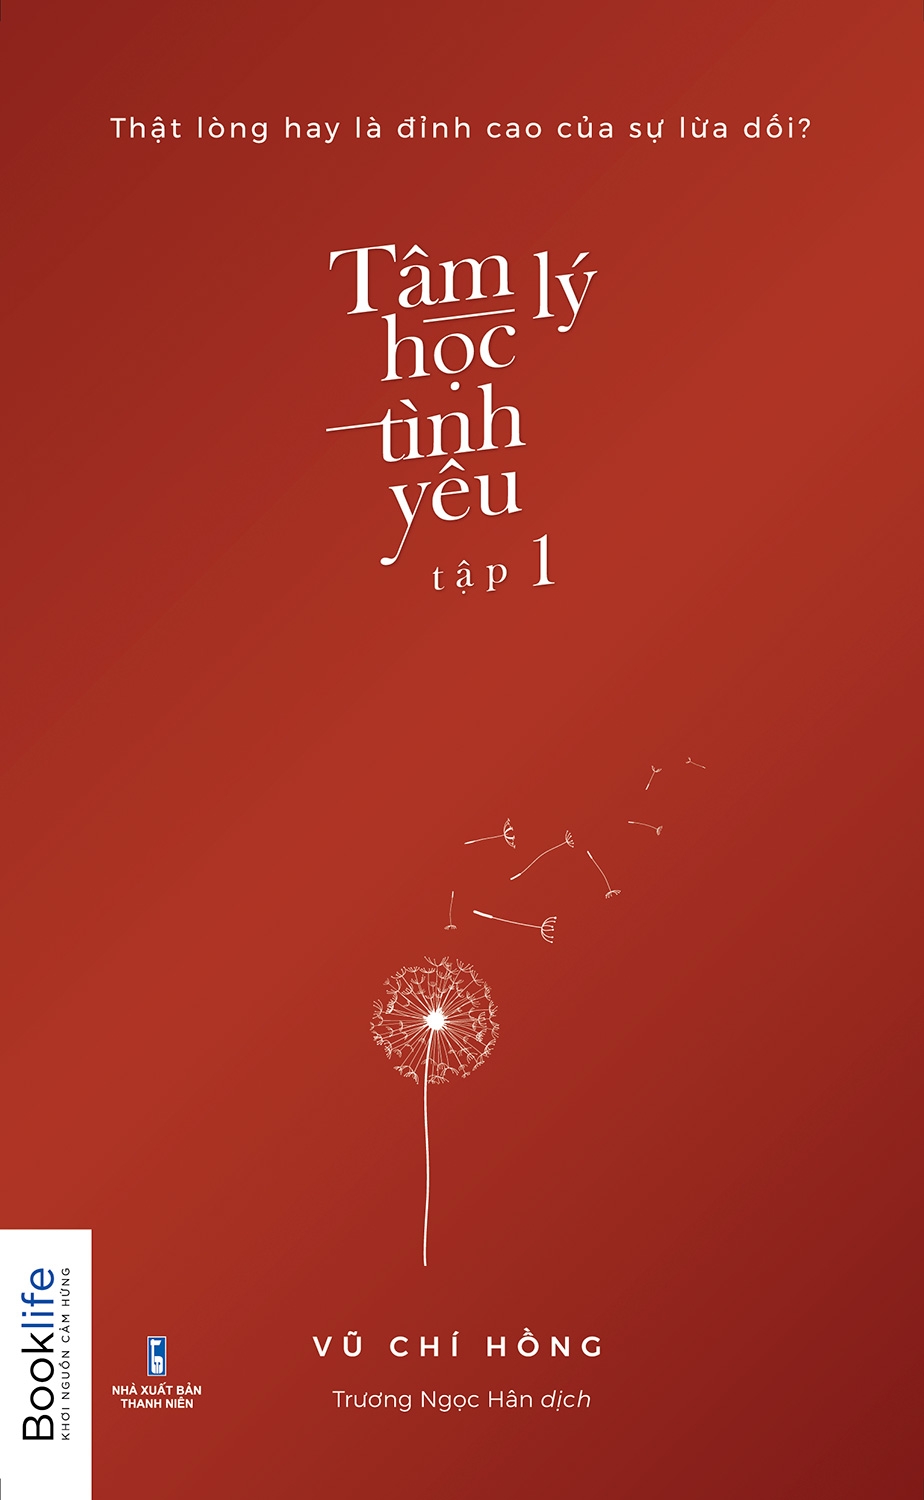 Thật lòng hay là đỉnh cao của sự lừa dối?
Tâm lý
học
tình
yêu
tập 1
VŨ CHÍ HỒNG
Trương Ngọc Hân dịch
NHÀ XUẤT BẢN
THANH NIÊN
Booklife
KHƠI NGUỒN CẢM HỨNG